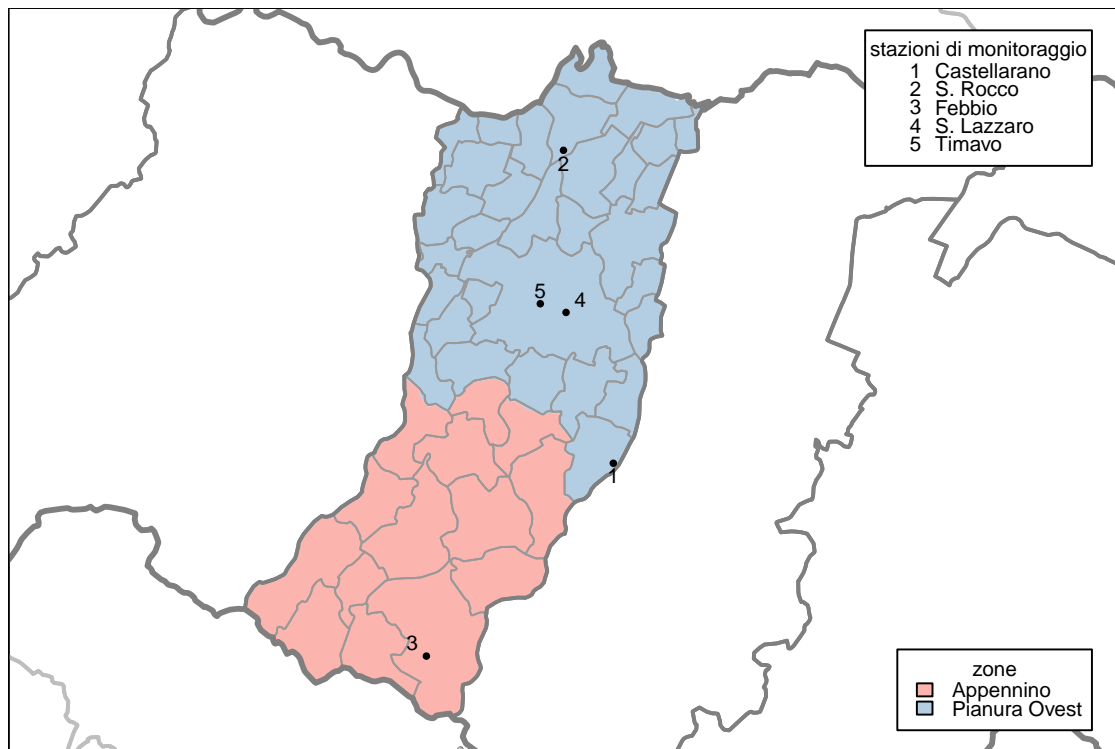 stazioni di monitoraggio
1 Castellarano
2 S. Rocco
3 Febbio
4 S. Lazzaro
5 Timavo
2
5
4
1
3
zone
Appennino
Pianura Ovest